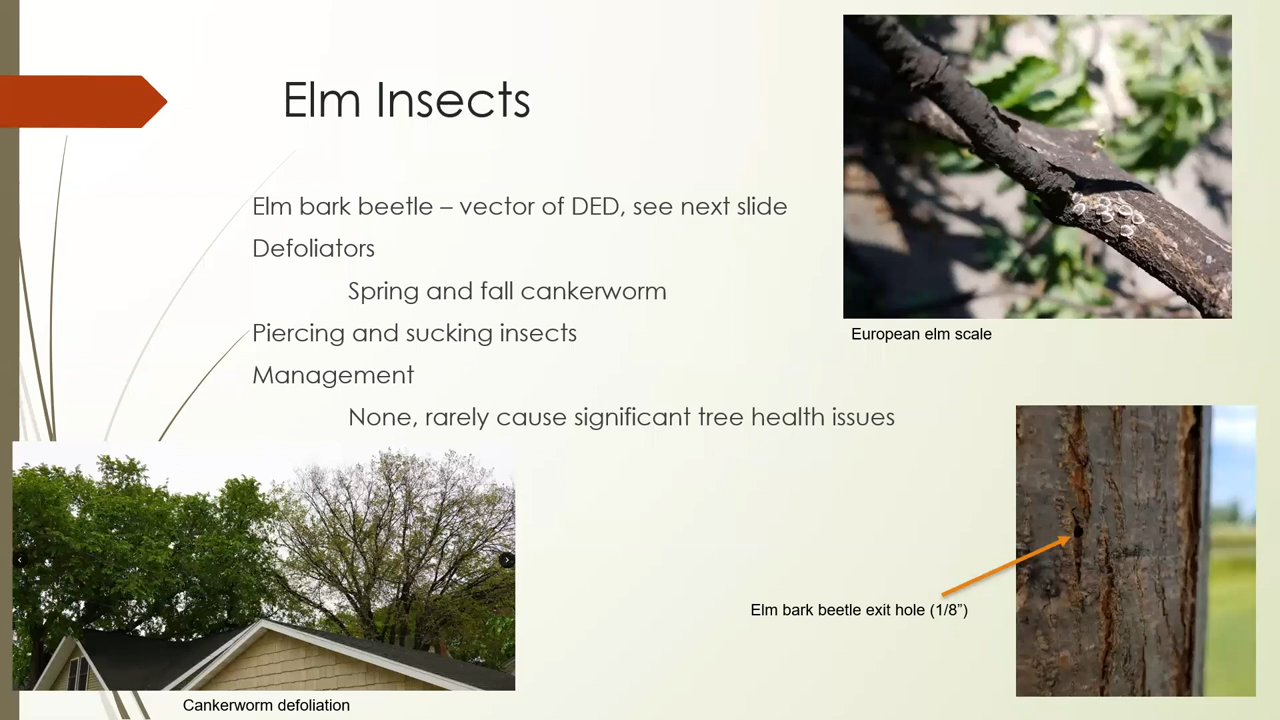 Elm Insects
Elm bark beetle – vector of DED, see next slide
Defoliators
Spring and fall cankerworm
Piercing and sucking insects
Management
None, rarely cause significant tree health issues
European elm scale
Elm bark beetle exit hole (1/8”)
Cankerworm defoliation